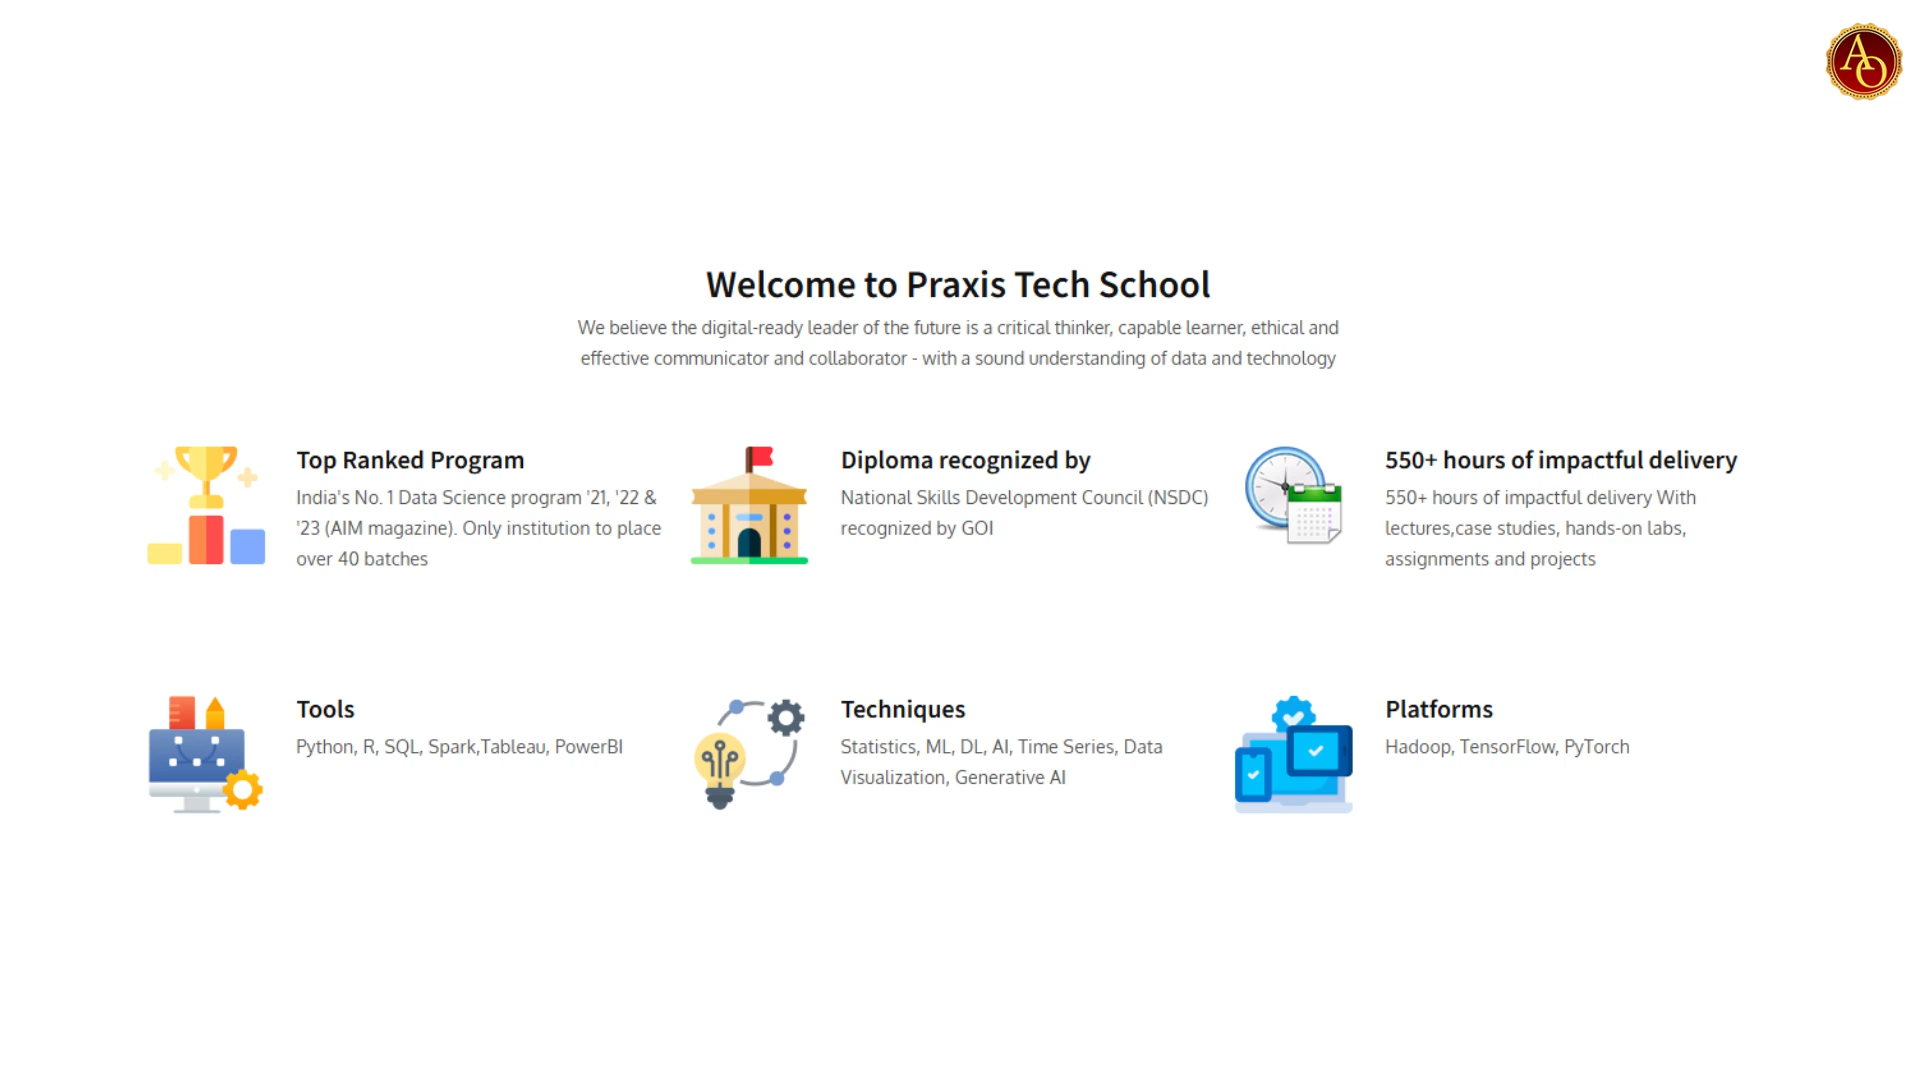 AO
Welcome to Praxis Tech School
We believe the digital-ready leader of the future is a critical thinker, capable learner, ethical and
effective communicator and collaborator - with a sound understanding of data and technology
Top Ranked Program
India's No. 1 Data Science program '21, '22 &
'23 (AIM magazine). Only institution to place
over 40 batches
Diploma recognized by
National Skills Development Council (NSDC)
recognized by GOI
550+ hours of impactful delivery
550+ hours of impactful delivery With
lectures,case studies, hands-on labs,
assignments and projects
Tools
Python, R, SQL, Spark,Tableau, PowerBI
Techniques
Statistics, ML, DL, AI, Time Series, Data
Visualization, Generative AI
Platforms
Hadoop, TensorFlow, PyTorch